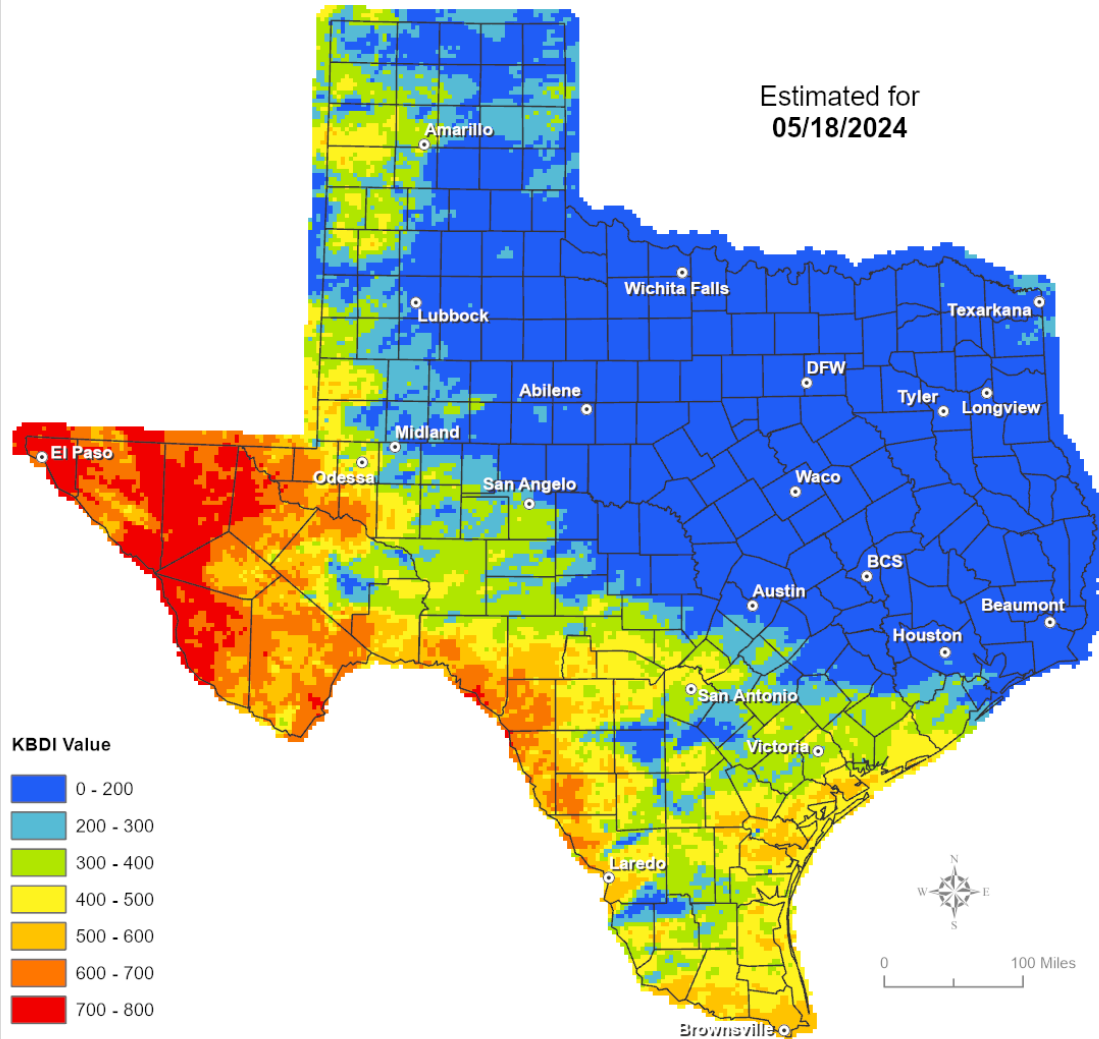 Estimated for
05/18/2024
Amarillo
Wichita Falls
Lubbock
Texarkana
DFW
Abilene
Tyler
Longview
Midland
El Paso
Odessa
San Angelo
Waco
BCS
Austin
Beaumont
Houston
San Antonio
Victoria
KBDI Value
0 - 200
200 - 300
300 - 400
400 - 500
500 - 600
600 - 700
700 - 800
Laredo
N
W E
S
0 100 Miles
Brownsville